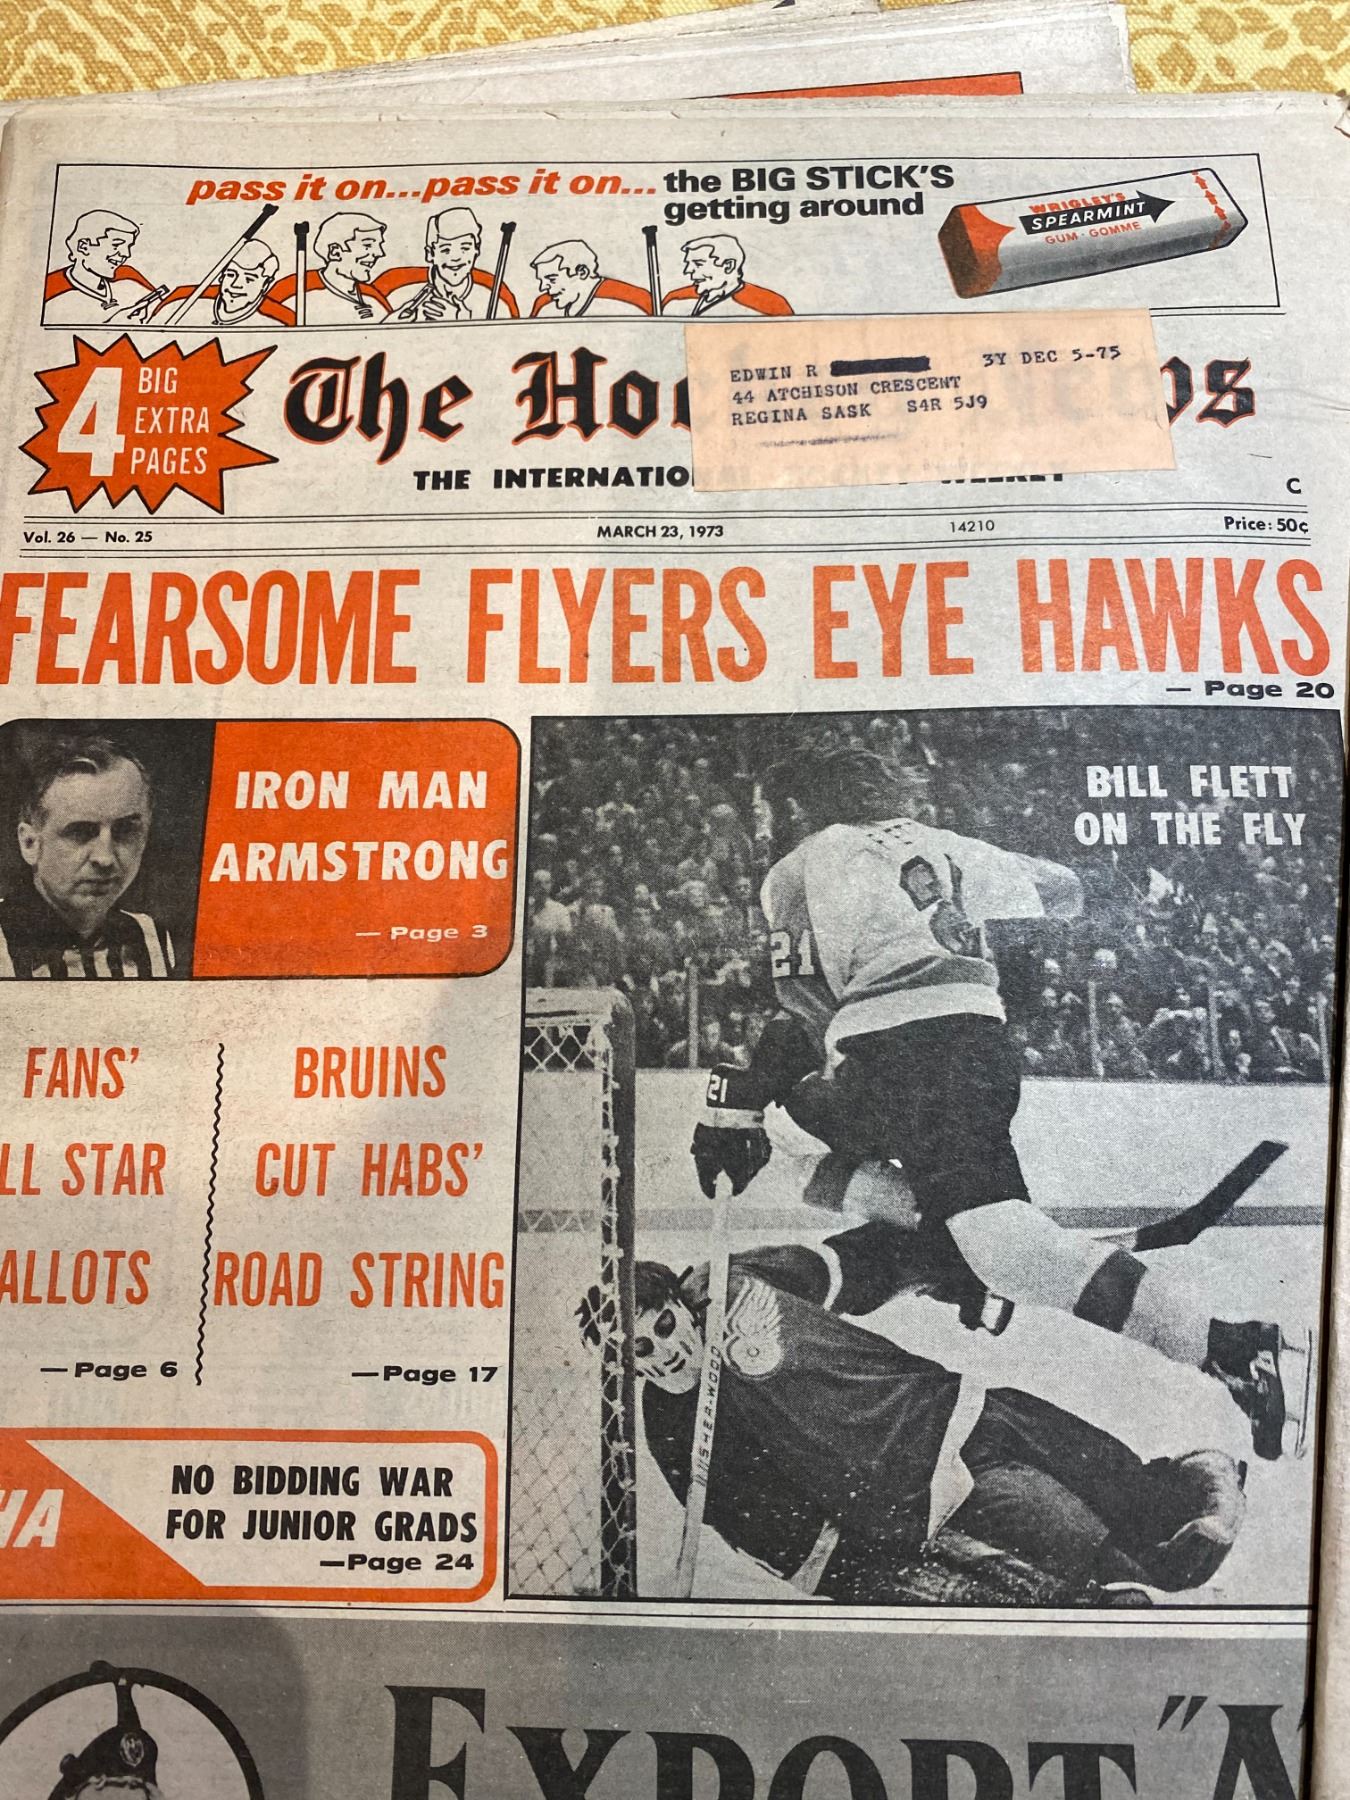 pass it on...pass it on... the BIG STICK'S
getting around
WRIGLEY'S
SPEARMINT
GUM · GOMME
4 BIG
EXTRA
PAGES
The Ho
EDWIN R 3Y DEC 5-75
44 ATCHISON CRESCENT
REGINA SASK S4R 5J9
THE INTERNATIO WEEKLY
C
Vol. 26 — No. 25 MARCH 23, 1973 14210 Price: 50¢
FEARSOME FLYERS EYE HAWKS
— Page 20
IRON MAN
ARMSTRONG
— Page 3
BILL FLETT
ON THE FLY
21
21
SHER-WOOD
FANS'
LL STAR
ALLOTS
—Page 6
BRUINS
CUT HABS'
ROAD STRING
—Page 17
HA
NO BIDDING WAR
FOR JUNIOR GRADS
—Page 24
EXPORT "A"